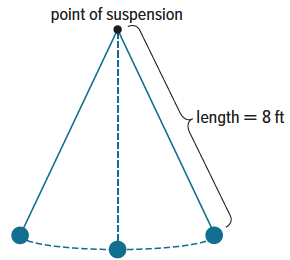 point of suspension
length = 8 ft